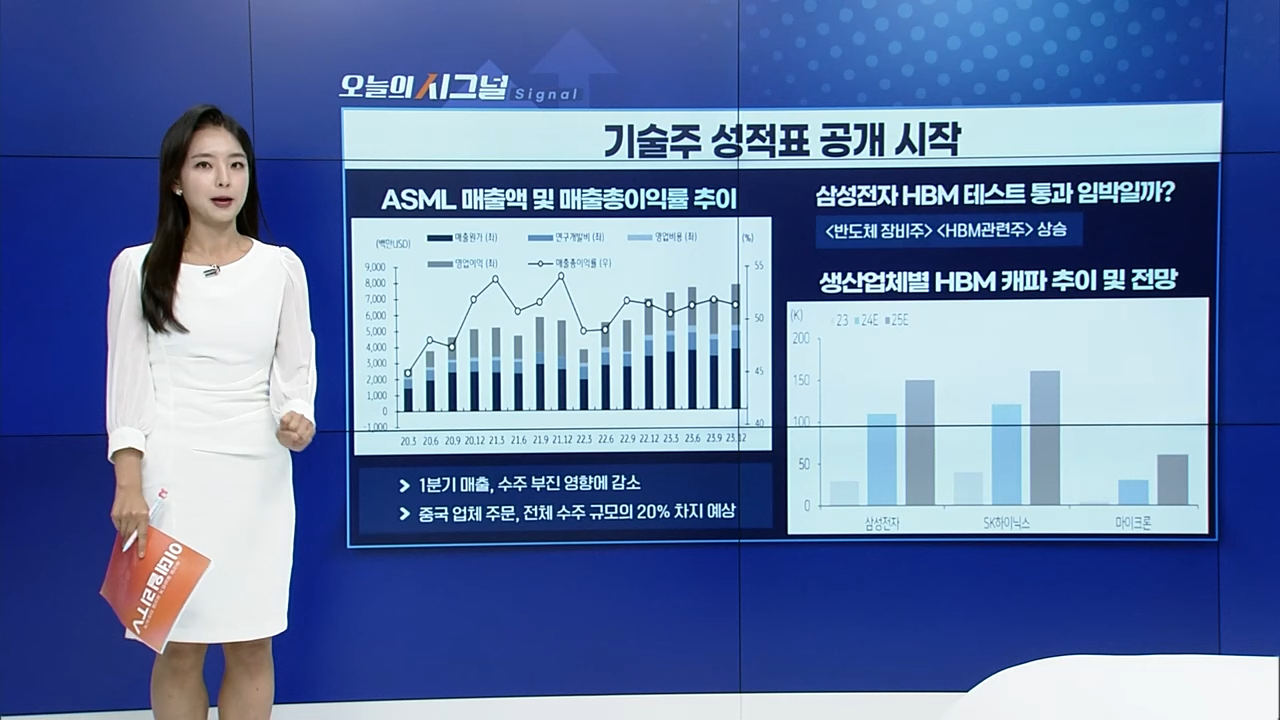 오늘의 시그널 Signal
기술주 성적표 공개 시작
ASML 매출액 및 매출총이익률 추이
(백만USD)
매출원가 (좌)
연구개발비 (좌)
영업비용 (좌)
(%)
영업이익 (좌)
매출총이익률 (우)
9,000
8,000
7,000
6,000
5,000
4,000
3,000
2,000
1,000
0
-1,000
55
50
45
40
20.3 20.6 20.9 20.12 21.3 21.6 21.9 21.12 22.3 22.6 22.9 22.12 23.3 23.6 23.9 23.12
> 1분기 매출, 수주 부진 영향에 감소
> 중국 업체 주문, 전체 수주 규모의 20% 차지 예상
삼성전자 HBM 테스트 통과 임박일까?
<반도체 장비주> <HBM관련주> 상승
생산업체별 HBM 캐파 추이 및 전망
(K)
23 24E 25E
200
150
100
50
0
삼성전자 SK하이닉스 마이크론
이데일리TV